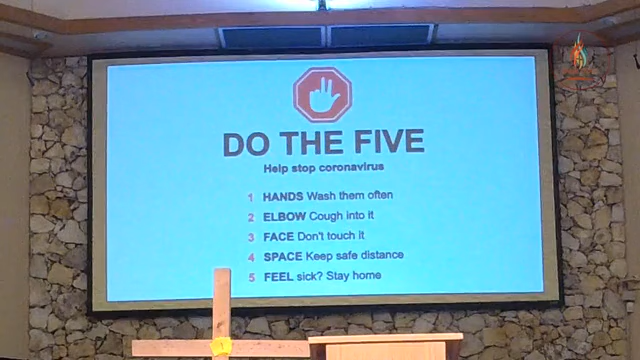 DO THE FIVE
Help stop coronavirus
1 HANDS Wash them often
2 ELBOW Cough into it
3 FACE Don't touch it
4 SPACE Keep safe distance
5 FEEL sick? Stay home